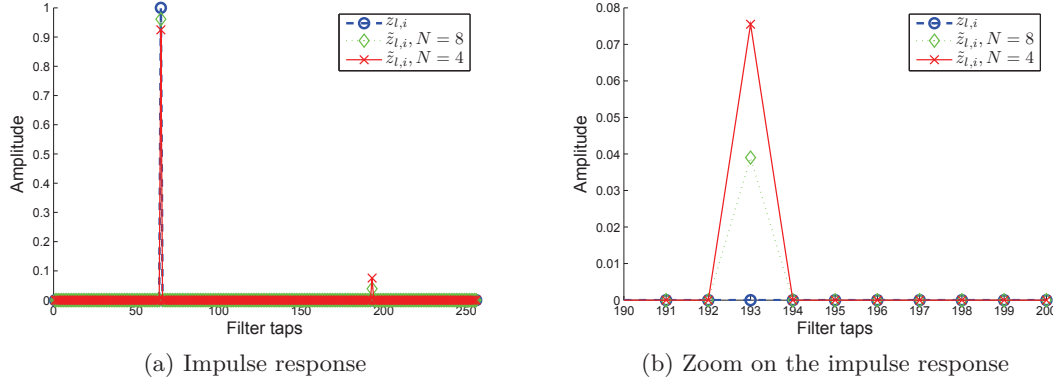 1
0.9
0.8
0.7
0.6
0.5
0.4
0.3
0.2
0.1
0
Amplitude
0 50 100 150 200 250
Filter taps
z_{l,i}
z̃_{l,i}, N = 8
z̃_{l,i}, N = 4
(a) Impulse response
0.08
0.07
0.06
0.05
0.04
0.03
0.02
0.01
0
Amplitude
190 191 192 193 194 195 196 197 198 199 200
Filter taps
z_{l,i}
z̃_{l,i}, N = 8
z̃_{l,i}, N = 4
(b) Zoom on the impulse response